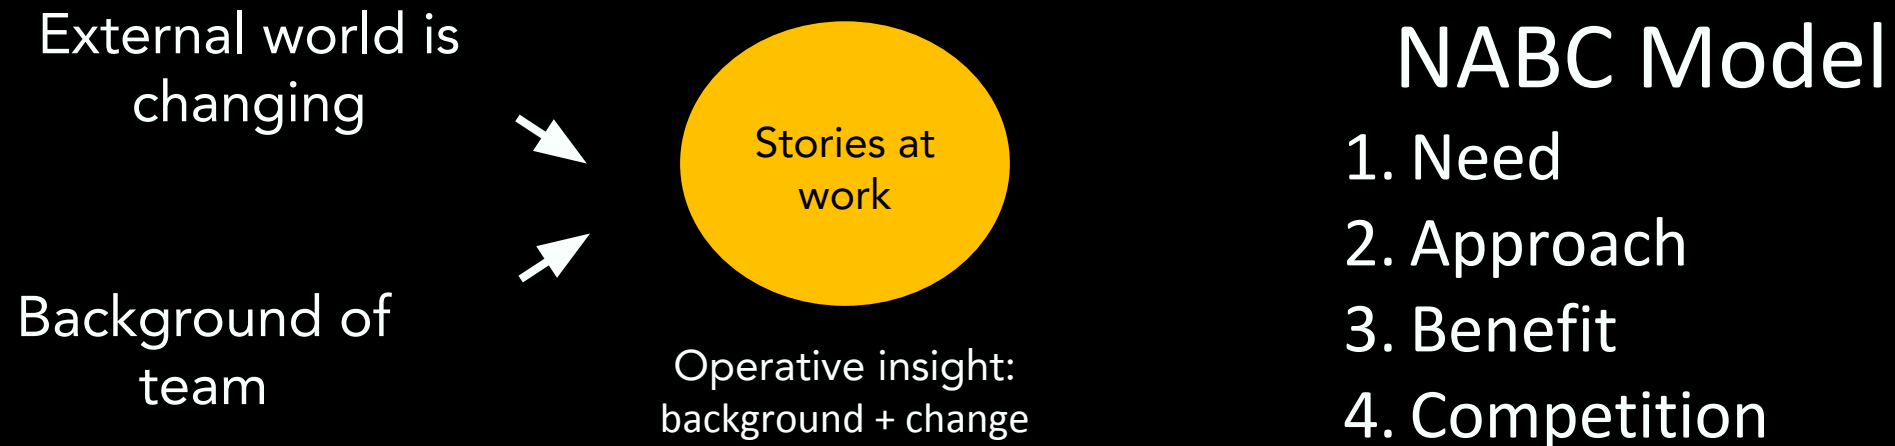 External world is
changing
Background of
team
Stories at
work
Operative insight:
background + change
NABC Model
1. Need
2. Approach
3. Benefit
4. Competition